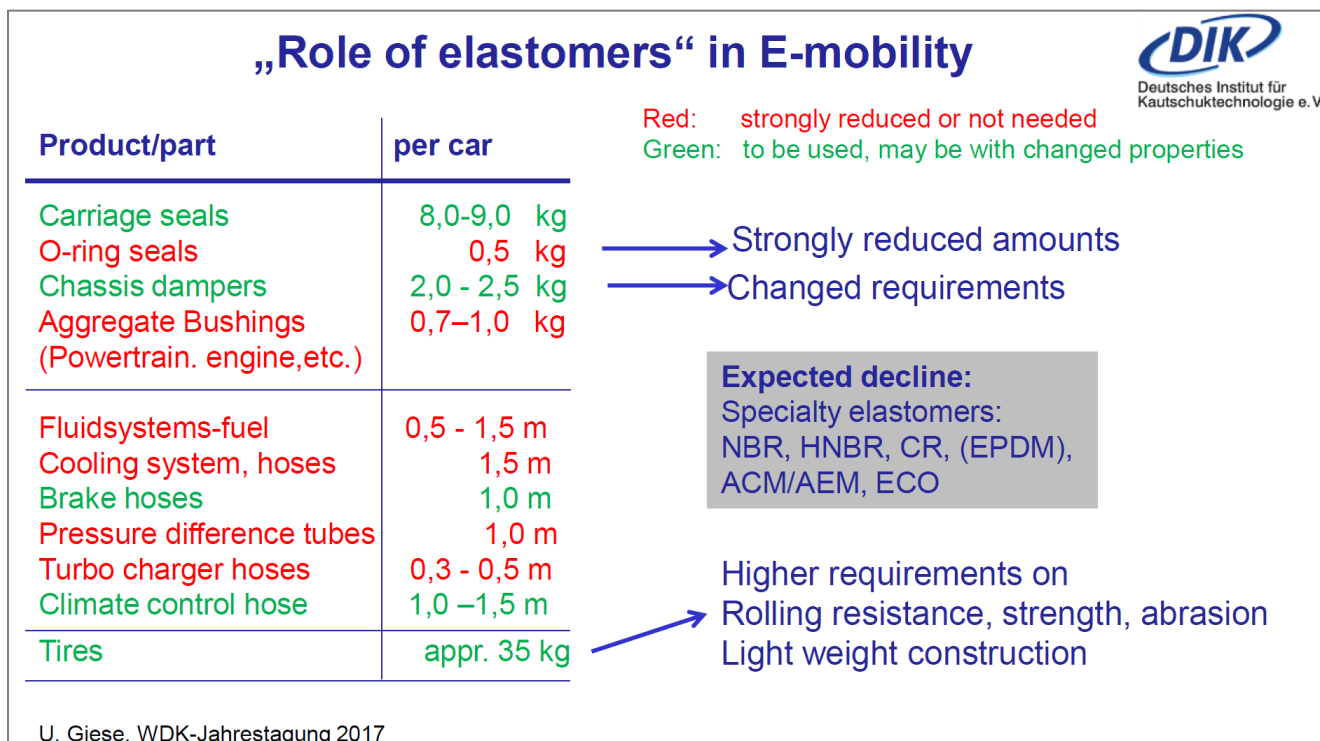 „Role of elastomers“ in E-mobility
DIK
Deutsches Institut für
Kautschuktechnologie e.V
Red: strongly reduced or not needed
Green: to be used, may be with changed properties
Product/part per car
Carriage seals 8,0-9,0 kg
O-ring seals 0,5 kg
Strongly reduced amounts
Chassis dampers 2,0 - 2,5 kg
Changed requirements
Aggregate Bushings 0,7–1,0 kg
(Powertrain. engine,etc.)
Expected decline:
Specialty elastomers:
NBR, HNBR, CR, (EPDM),
ACM/AEM, ECO
Fluidsystems-fuel 0,5 - 1,5 m
Cooling system, hoses 1,5 m
Brake hoses 1,0 m
Pressure difference tubes 1,0 m
Turbo charger hoses 0,3 - 0,5 m
Climate control hose 1,0 –1,5 m
Tires appr. 35 kg
Higher requirements on
Rolling resistance, strength, abrasion
Light weight construction
U. Giese, WDK-Jahrestagung 2017